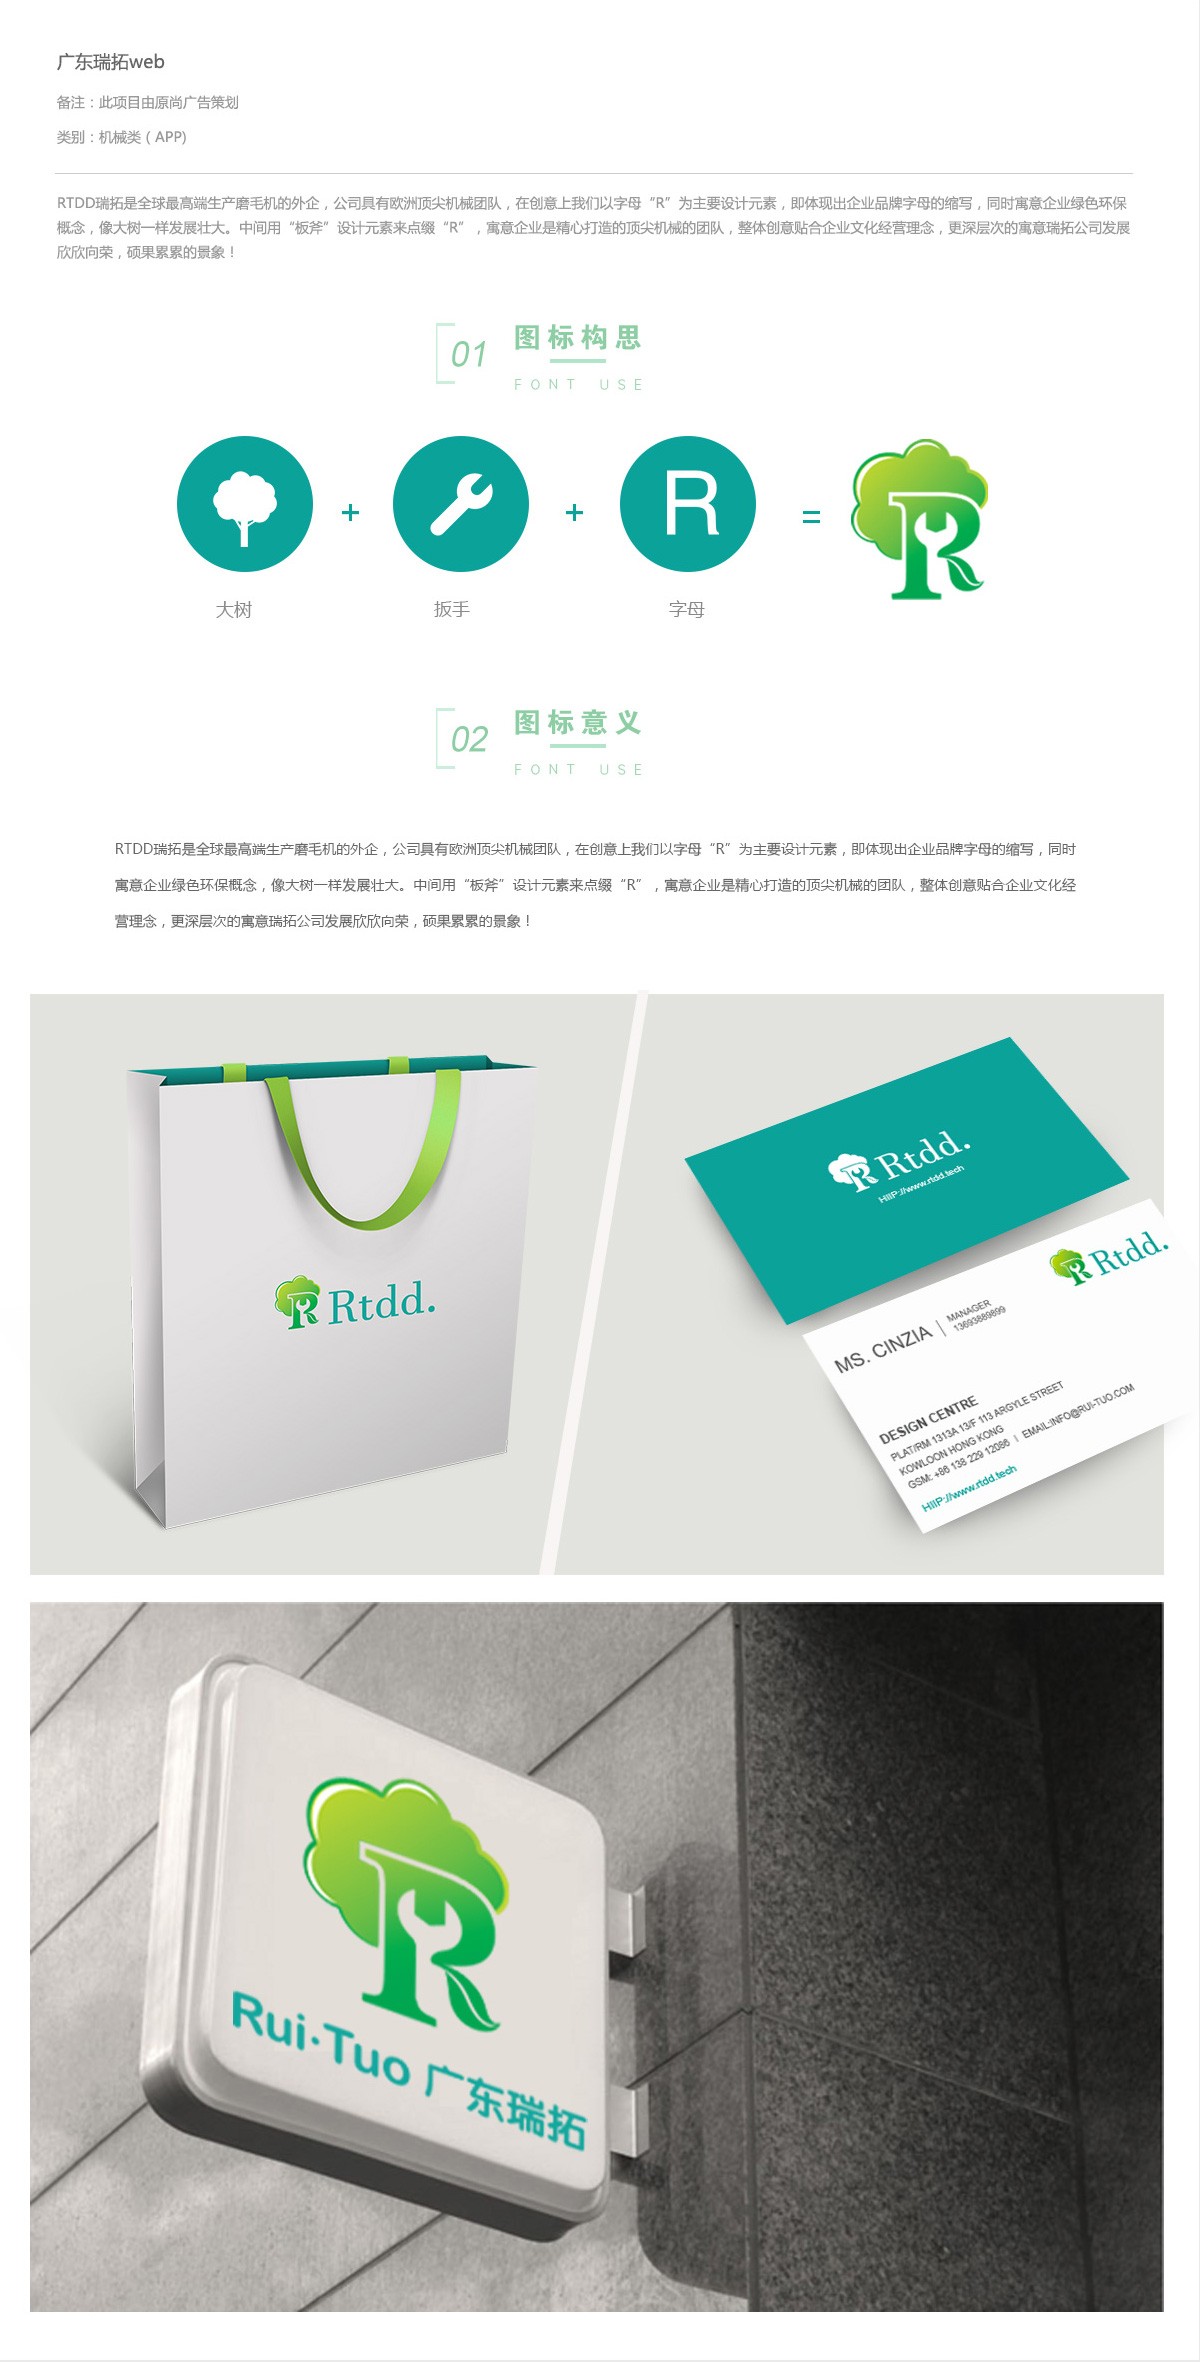 广东瑞拓web
备注：此项目由原尚广告策划
类别：机械类（APP)
RTDD瑞拓是全球最高端生产磨毛机的外企，公司具有欧洲顶尖机械团队，在创意上我们以字母“R”为主要设计元素，即体现出企业品牌字母的缩写，同时寓意企业绿色环保
概念，像大树一样发展壮大。中间用“板斧”设计元素来点缀“R”，寓意企业是精心打造的顶尖机械的团队，整体创意贴合企业文化经营理念，更深层次的寓意瑞拓公司发展
欣欣向荣，硕果累累的景象！
01 图标构思
FONT USE
+ + R = R
大树 扳手 字母
02 图标意义
FONT USE
RTDD瑞拓是全球最高端生产磨毛机的外企，公司具有欧洲顶尖机械团队，在创意上我们以字母“R”为主要设计元素，即体现出企业品牌字母的缩写，同时
寓意企业绿色环保概念，像大树一样发展壮大。中间用“板斧”设计元素来点缀“R”，寓意企业是精心打造的顶尖机械的团队，整体创意贴合企业文化经
营理念，更深层次的寓意瑞拓公司发展欣欣向荣，硕果累累的景象！
R Rtdd.
R Rtdd.
HIIP://www.rtdd.tech
R Rtdd.
MS. CINZIA | MANAGER
13693889899
DESIGN CENTRE
PLAT/RM 1313A 13/F 113 ARGYLE STREET
KOWLOON HONG KONG
GSM: +86 138 229 12086 | EMAIL:INFO@RUI-TUO.COM
HIIP://www.rtdd.tech
R
Rui·Tuo 广东瑞拓